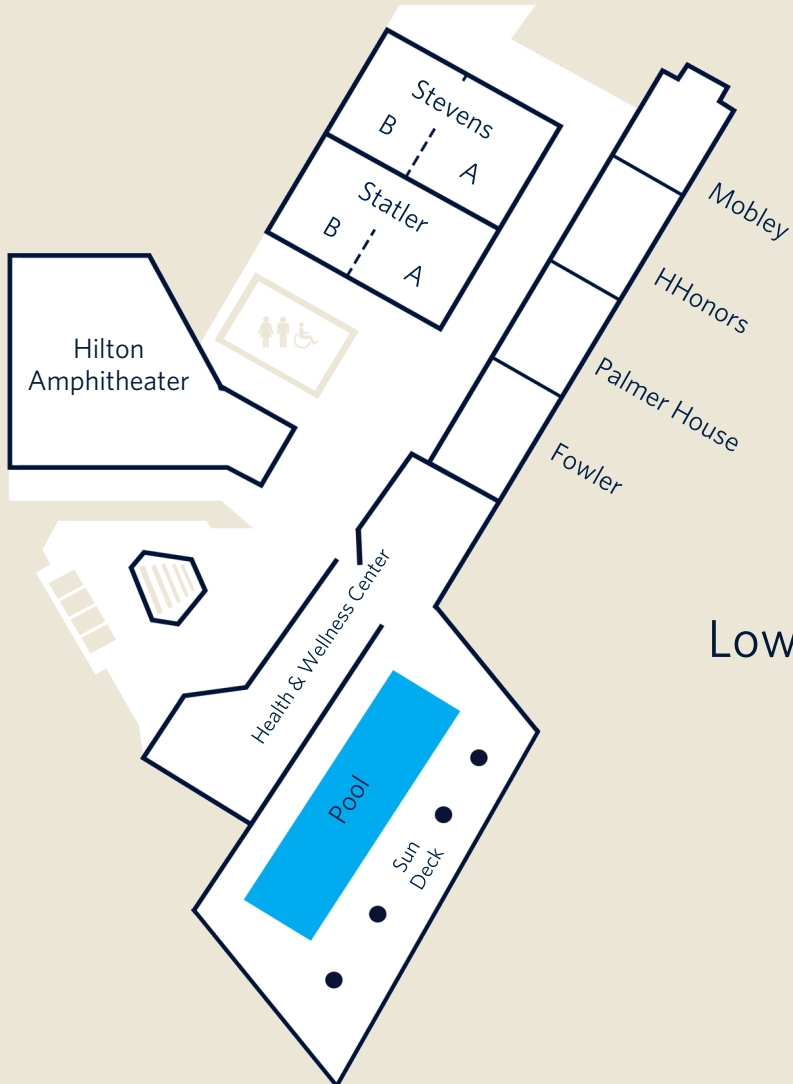 Stevens
B
A
Statler
B
A
Mobley
HHonors
Palmer House
Fowler
Hilton
Amphitheater
Health & Wellness Center
Low
Pool
Sun
Deck